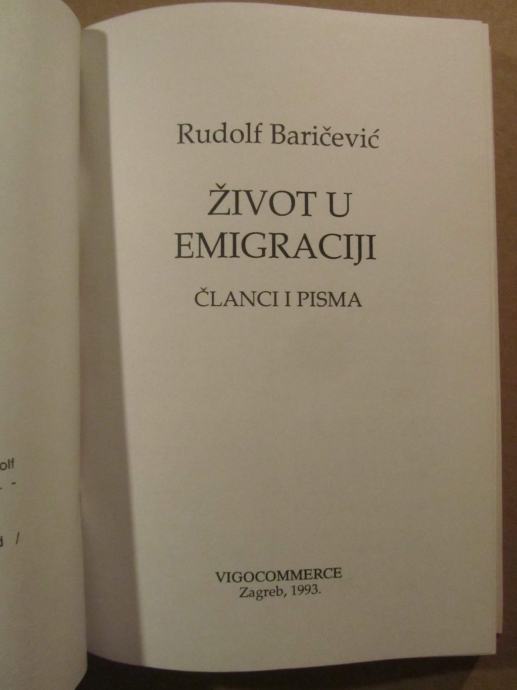 Rudolf Baričević
ŽIVOT U
EMIGRACIJI
ČLANCI I PISMA
VIGOCOMMERCE
Zagreb, 1993.